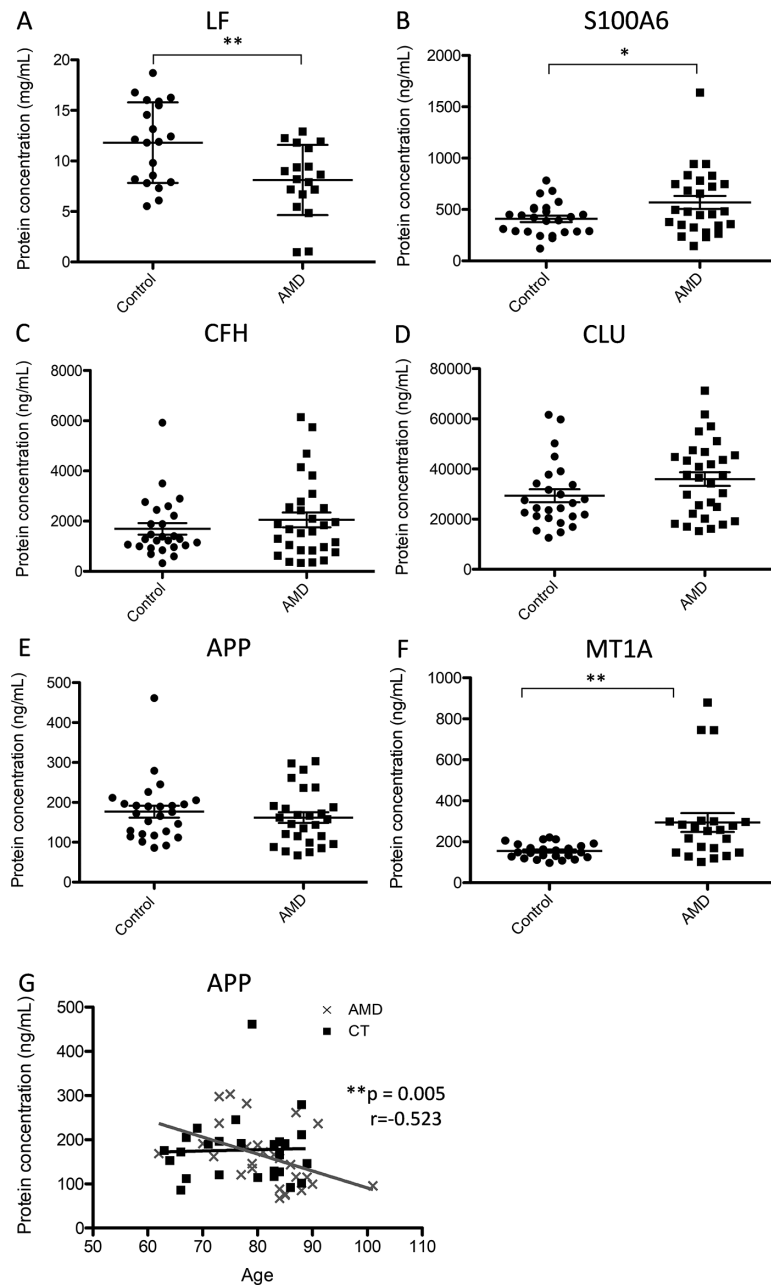 A
LF
Protein concentration (mg/mL)
20
15
10
5
0
**
Control
AMD
B
S100A6
Protein concentration (ng/mL)
2000
1500
1000
500
0
*
Control
AMD
C
CFH
Protein concentration (ng/mL)
8000
6000
4000
2000
0
Control
AMD
D
CLU
Protein concentration (ng/mL)
80000
60000
40000
20000
0
Control
AMD
E
APP
Protein concentration (ng/mL)
500
400
300
200
100
0
Control
AMD
F
MT1A
Protein concentration (ng/mL)
1000
800
600
400
200
0
**
Control
AMD
G
APP
Protein concentration (ng/mL)
500
400
300
200
100
0
AMD
CT
**p = 0.005
r=-0.523
50 60 70 80 90 100 110
Age